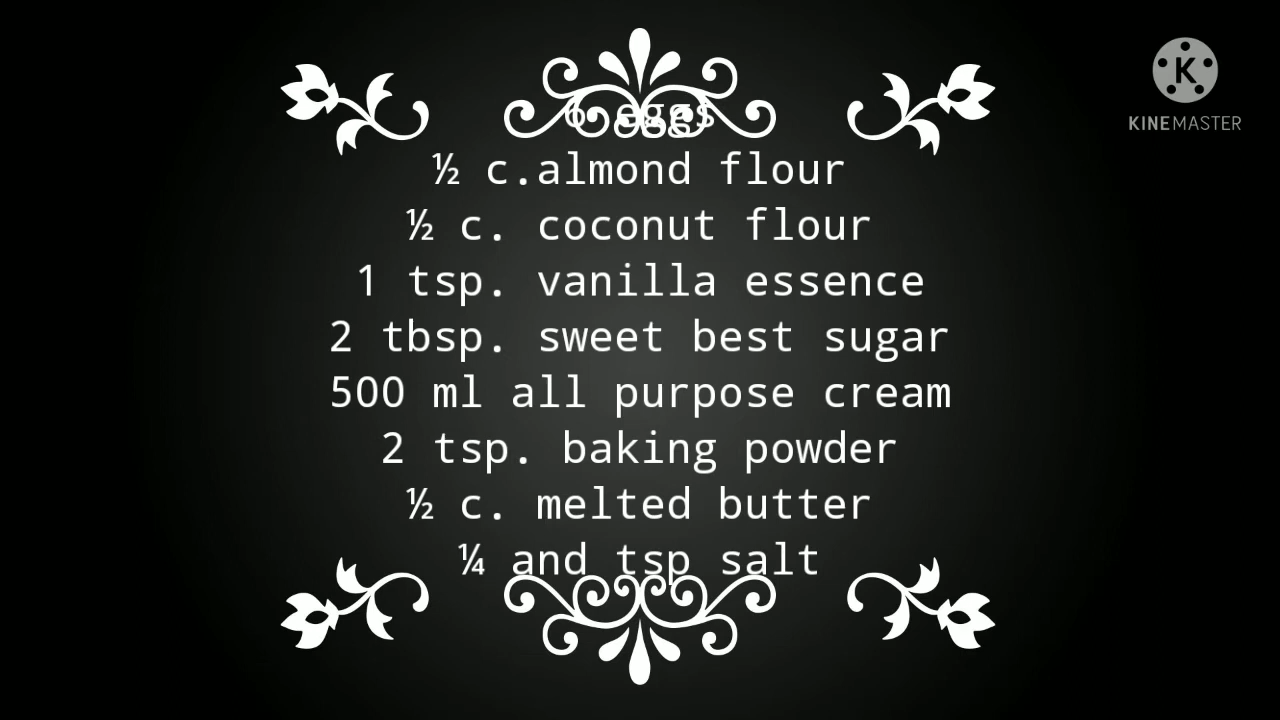 6 eggs
½ c.almond flour
½ c. coconut flour
1 tsp. vanilla essence
2 tbsp. sweet best sugar
500 ml all purpose cream
2 tsp. baking powder
½ c. melted butter
¼ and tsp salt
K
KINEMASTER